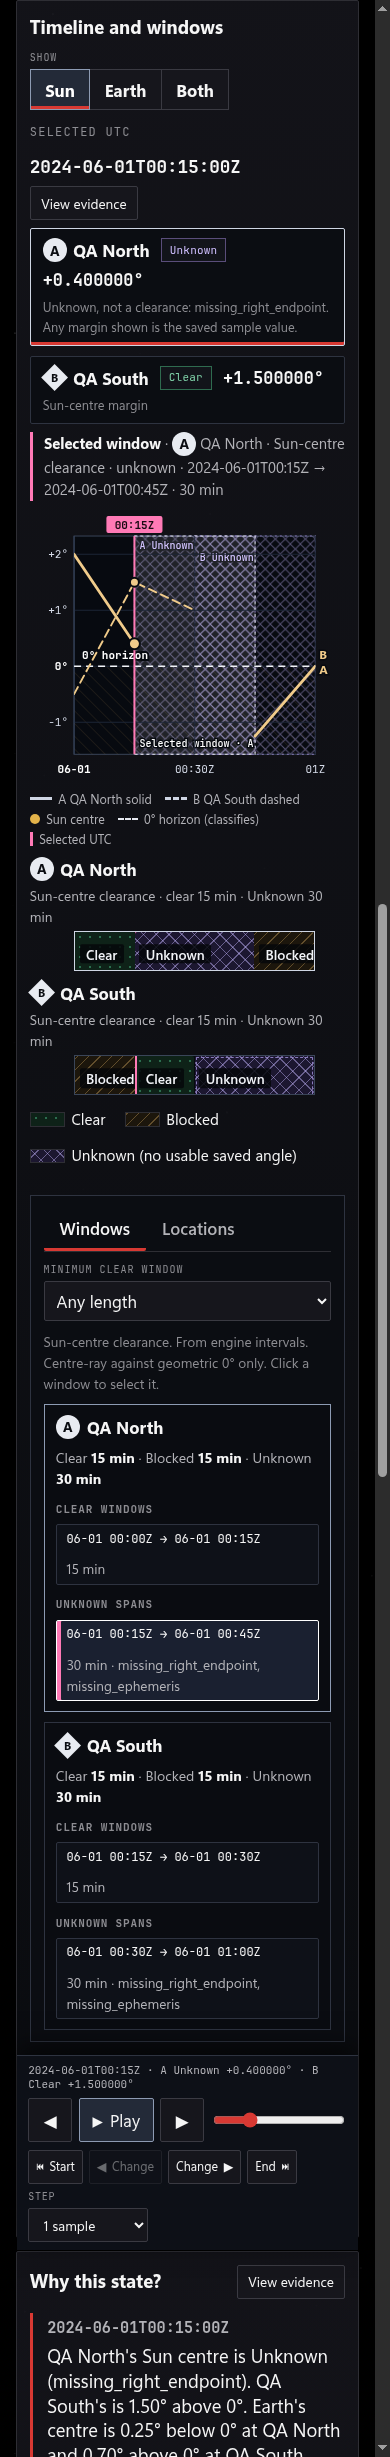 Timeline and windows
SHOW
Sun Earth Both
SELECTED UTC
2024-06-01T00:15:00Z
View evidence
A QA North Unknown
+0.400000°
Unknown, not a clearance: missing_right_endpoint.
Any margin shown is the saved sample value.
B QA South Clear +1.500000°
Sun-centre margin
Selected window · A QA North · Sun-centre
clearance · unknown · 2024-06-01T00:15Z →
2024-06-01T00:45Z · 30 min
00:15Z
A Unknown
B Unknown
+2°
+1°
0° horizon
0°
B
A
-1°
Selected window · A
06-01 00:30Z 01Z
A QA North solid B QA South dashed
Sun centre 0° horizon (classifies)
Selected UTC
A QA North
Sun-centre clearance · clear 15 min · Unknown 30
min
Clear Unknown Blocked
B QA South
Sun-centre clearance · clear 15 min · Unknown 30
min
Blocked Clear Unknown
Clear Blocked
Unknown (no usable saved angle)
Windows Locations
MINIMUM CLEAR WINDOW
Any length
Sun-centre clearance. From engine intervals.
Centre-ray against geometric 0° only. Click a
window to select it.
A QA North
Clear 15 min · Blocked 15 min · Unknown
30 min
CLEAR WINDOWS
06-01 00:00Z → 06-01 00:15Z
15 min
UNKNOWN SPANS
06-01 00:15Z → 06-01 00:45Z
30 min · missing_right_endpoint,
missing_ephemeris
B QA South
Clear 15 min · Blocked 15 min · Unknown
30 min
CLEAR WINDOWS
06-01 00:15Z → 06-01 00:30Z
15 min
UNKNOWN SPANS
06-01 00:30Z → 06-01 01:00Z
30 min · missing_right_endpoint,
missing_ephemeris
2024-06-01T00:15Z · A Unknown +0.400000° · B
Clear +1.500000°
◀ ▶ Play ▶
⏮ Start ◀ Change Change ▶ End ⏭
STEP
1 sample
Why this state? View evidence
2024-06-01T00:15:00Z
QA North's Sun centre is Unknown
(missing_right_endpoint). QA
South's is 1.50° above 0°. Earth's
centre is 0.25° below 0° at QA North
and 0.70° above 0° at QA South